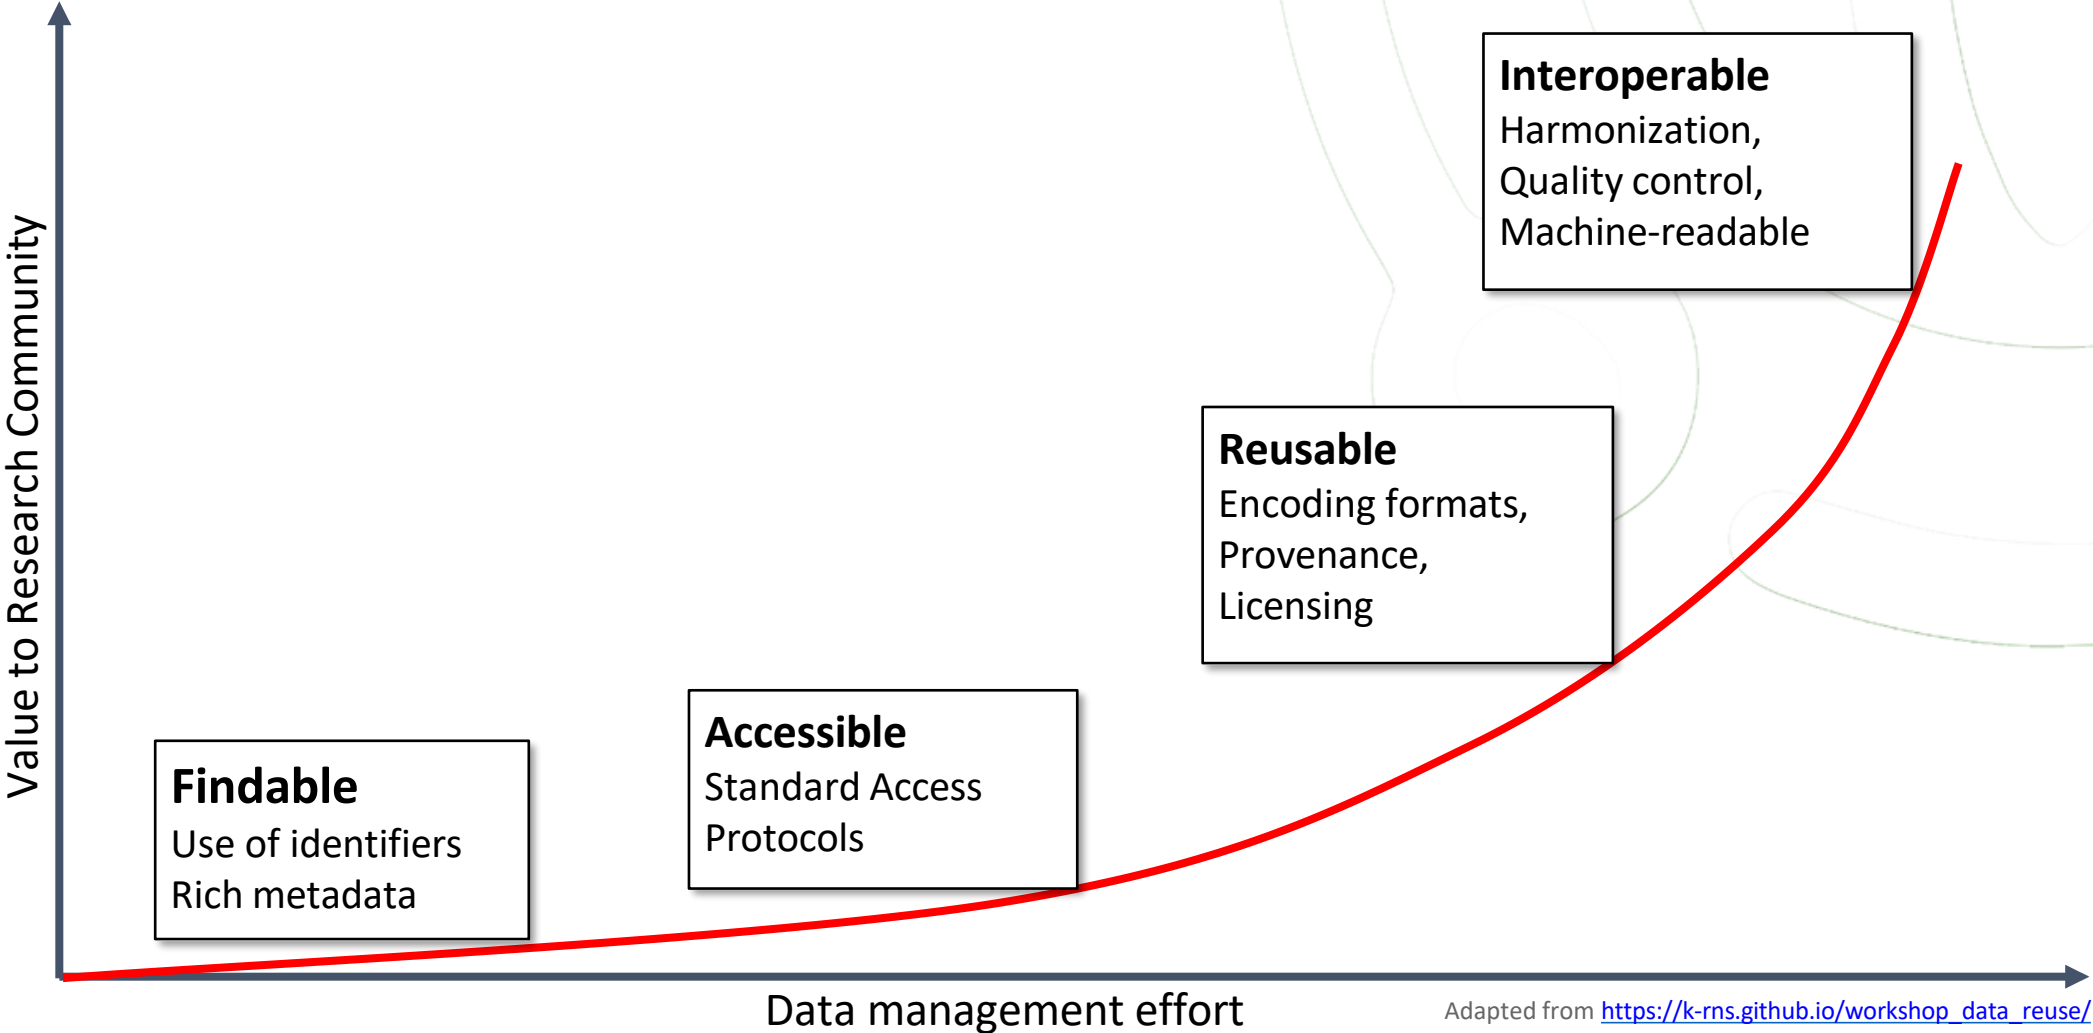 Value to Research Community
Interoperable
Harmonization,
Quality control,
Machine-readable
Reusable
Encoding formats,
Provenance,
Licensing
Accessible
Standard Access
Protocols
Findable
Use of identifiers
Rich metadata
Data management effort
Adapted from https://k-rns.github.io/workshop_data_reuse/